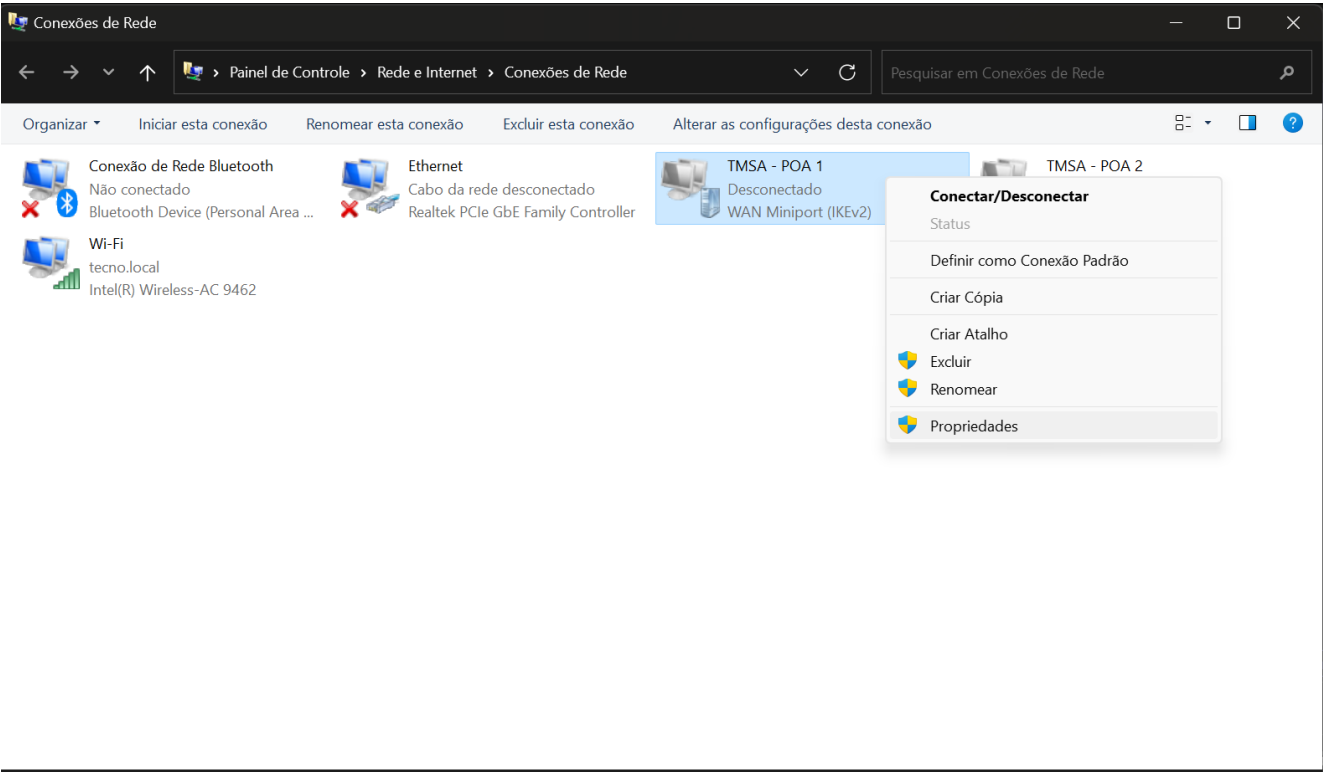 Conexões de Rede
Painel de Controle > Rede e Internet > Conexões de Rede
Pesquisar em Conexões de Rede
Organizar
Iniciar esta conexão
Renomear esta conexão
Excluir esta conexão
Alterar as configurações desta conexão
Conexão de Rede Bluetooth
Não conectado
Bluetooth Device (Personal Area ...
Ethernet
Cabo da rede desconectado
Realtek PCIe GbE Family Controller
TMSA - POA 1
Desconectado
WAN Miniport (IKEv2)
TMSA - POA 2
Wi-Fi
tecno.local
Intel(R) Wireless-AC 9462
Conectar/Desconectar
Status
Definir como Conexão Padrão
Criar Cópia
Criar Atalho
Excluir
Renomear
Propriedades